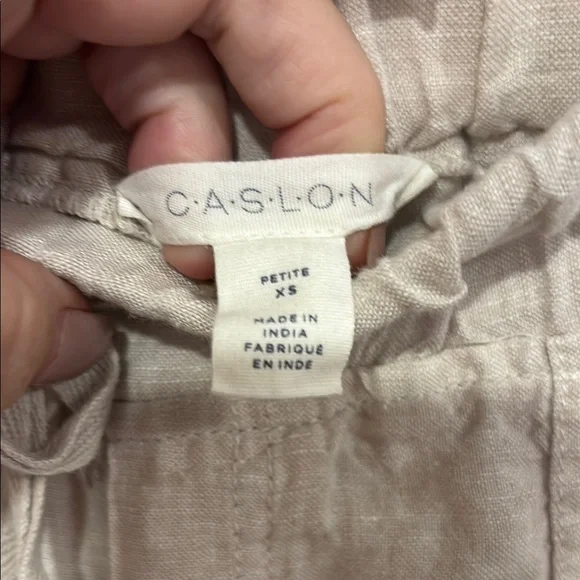 C·A·S·L·O·N
PETITE
XS
MADE IN
INDIA
FABRIQUÉ
EN INDE